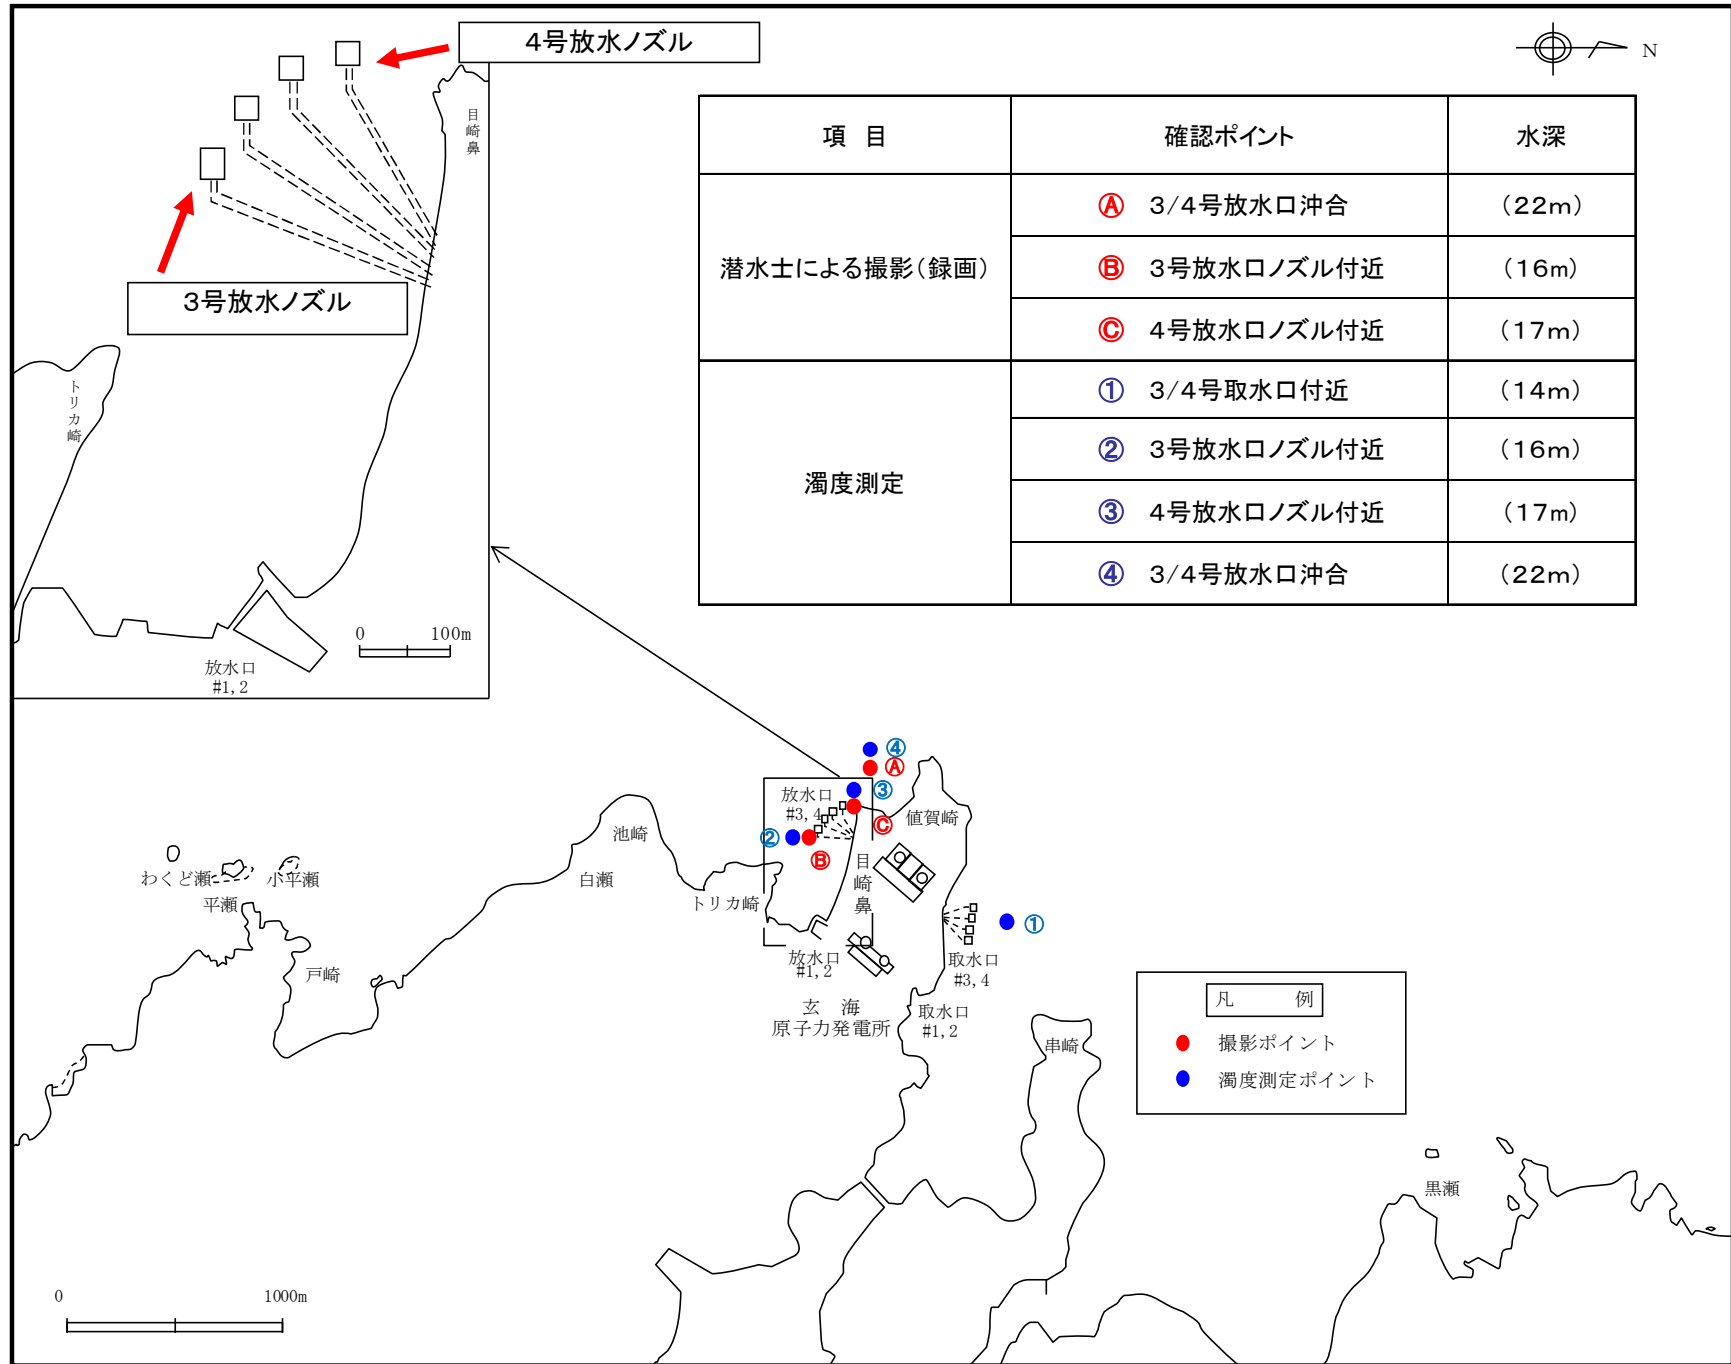 4号放水ノズル
N
目崎鼻
3号放水ノズル
トリカ崎
0 100m
放水口
#1,2
項 目 確認ポイント 水深
潜水士による撮影(録画)
Ⓐ 3/4号放水口沖合 (22m)
Ⓑ 3号放水口ノズル付近 (16m)
Ⓒ 4号放水口ノズル付近 (17m)
濁度測定
① 3/4号取水口付近 (14m)
② 3号放水口ノズル付近 (16m)
③ 4号放水口ノズル付近 (17m)
④ 3/4号放水口沖合 (22m)
④
Ⓐ
放水口
#3,4
③
Ⓒ
値賀崎
②
Ⓑ
池崎
目崎鼻
わくど瀬
小平瀬
平瀬
白瀬
トリカ崎
①
戸崎
放水口
#1,2
取水口
#3,4
玄 海
原子力発電所
取水口
#1,2
串崎
凡 例
撮影ポイント
濁度測定ポイント
黒瀬
0 1000m